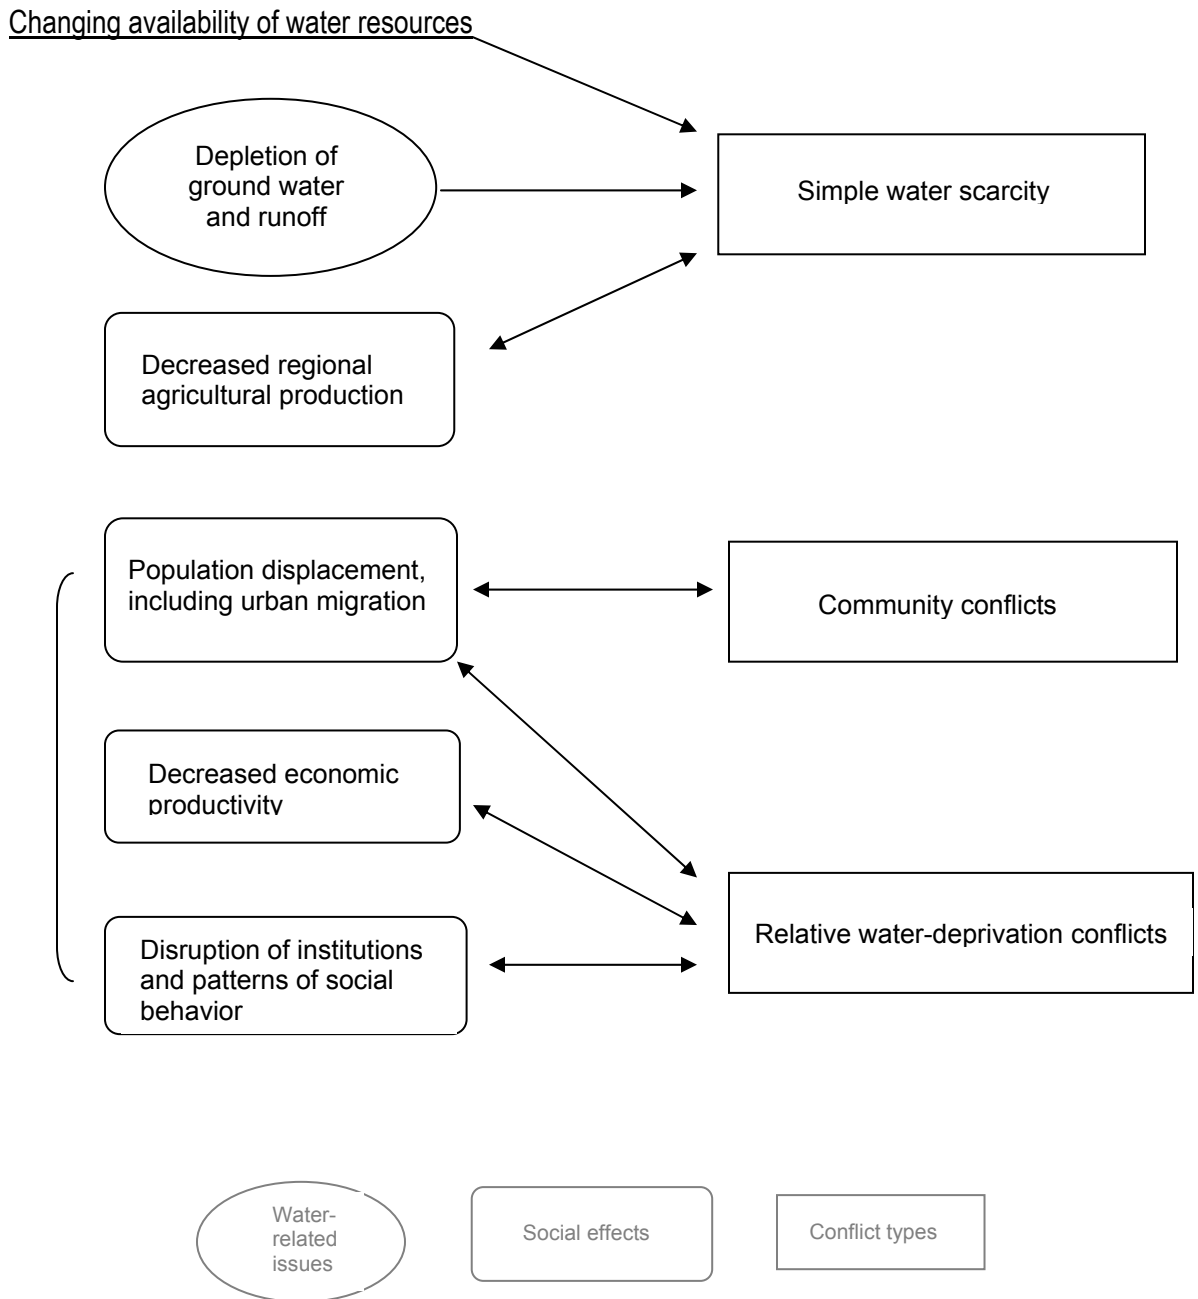 Changing availability of water resources
Depletion of
ground water
and runoff
Simple water scarcity
Decreased regional
agricultural production
Population displacement,
including urban migration
Community conflicts
Decreased economic
productivity
Relative water-deprivation conflicts
Disruption of institutions
and patterns of social
behavior
Water-
related
issues
Social effects
Conflict types